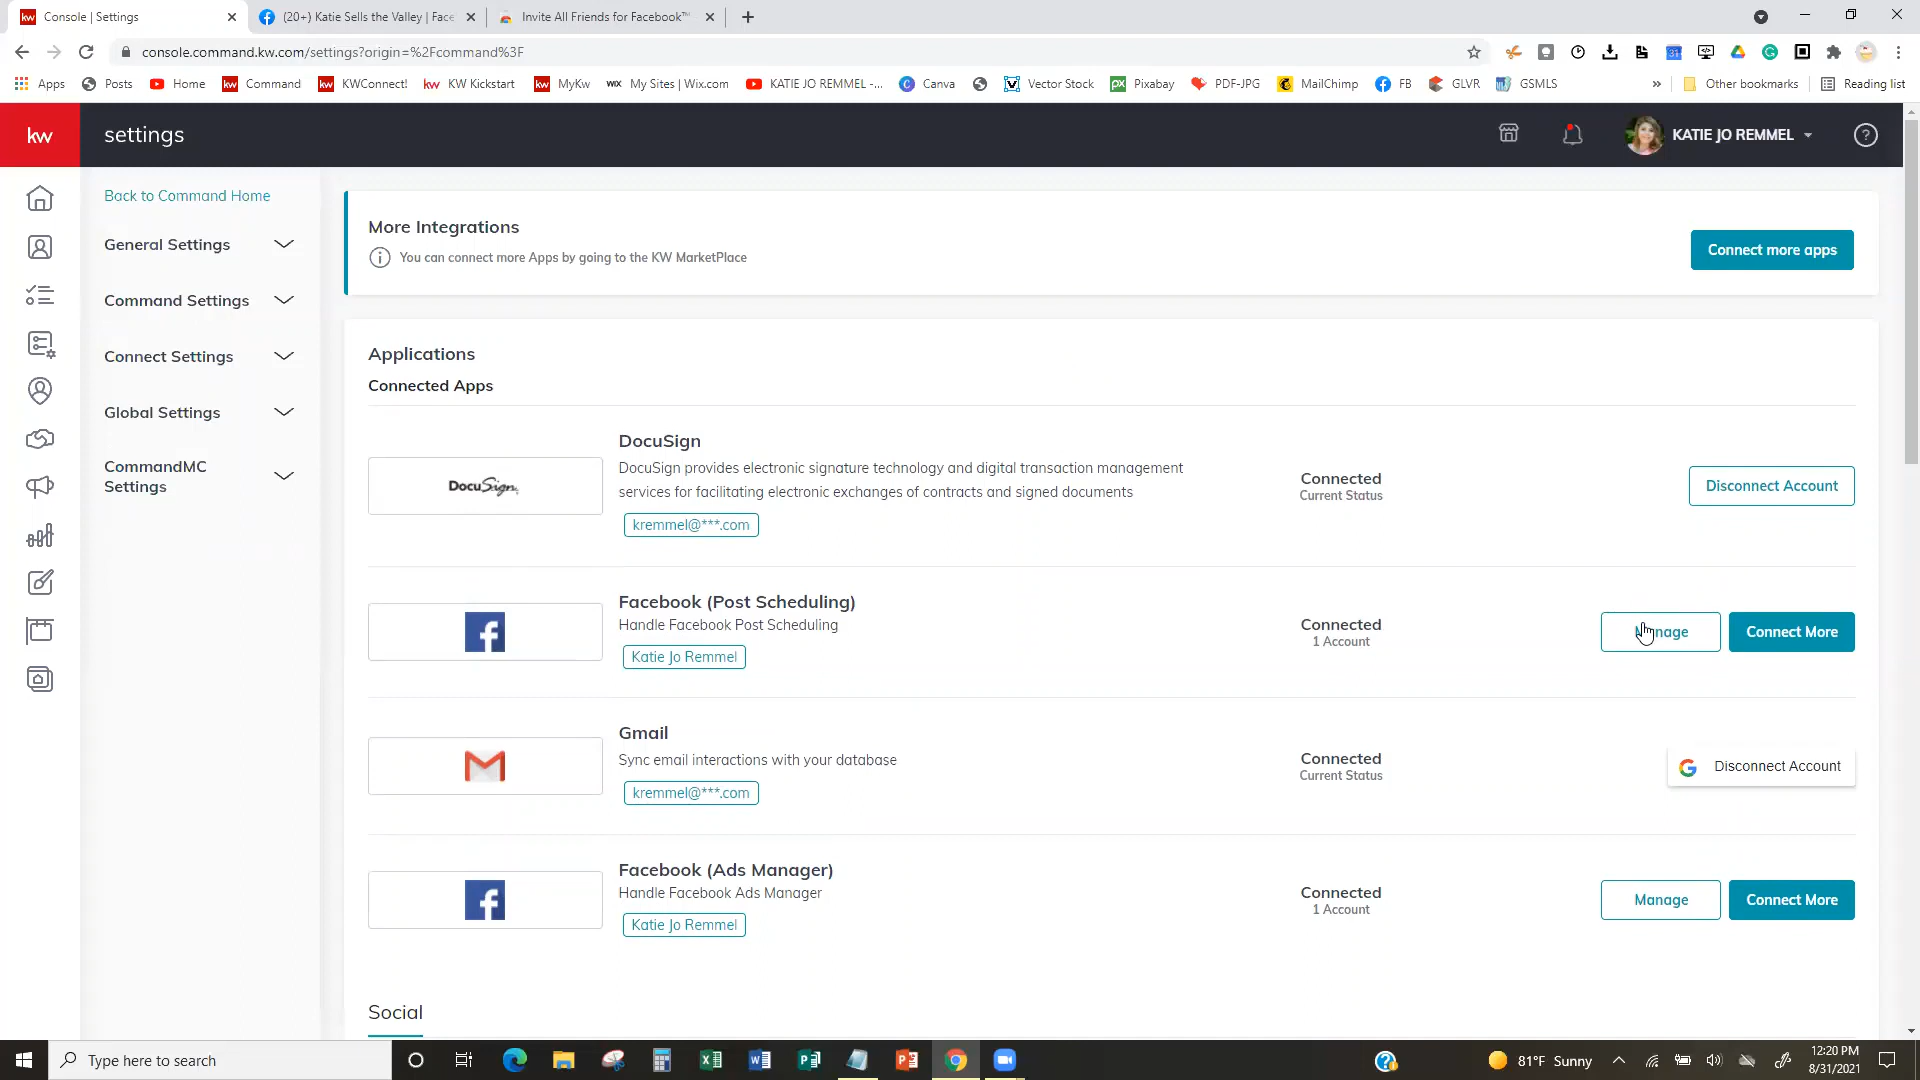 Console | Settings
(20+) Katie Sells the Valley | Face
Invite All Friends for Facebook™
console.command.kw.com/settings?origin=%2Fcommand%3F
Apps
Posts
Home
kw Command
kw KWConnect!
kw KW Kickstart
kw MyKw
WIX My Sites | Wix.com
KATIE JO REMMEL -...
Canva
Vector Stock
px Pixabay
PDF-JPG
MailChimp
FB
GLVR
GSMLS
»
Other bookmarks
Reading list
kw
settings
KATIE JO REMMEL
?
Back to Command Home
General Settings
Command Settings
Connect Settings
Global Settings
CommandMC
Settings
More Integrations
You can connect more Apps by going to the KW MarketPlace
Connect more apps
Applications
Connected Apps
DocuSign
DocuSign
DocuSign provides electronic signature technology and digital transaction management
services for facilitating electronic exchanges of contracts and signed documents
kremmel@***.com
Connected
Current Status
Disconnect Account
Facebook (Post Scheduling)
Handle Facebook Post Scheduling
Katie Jo Remmel
Connected
1 Account
Manage
Connect More
Gmail
Sync email interactions with your database
kremmel@***.com
Connected
Current Status
Disconnect Account
Facebook (Ads Manager)
Handle Facebook Ads Manager
Katie Jo Remmel
Connected
1 Account
Manage
Connect More
Social
Type here to search
81°F Sunny
12:20 PM
8/31/2021